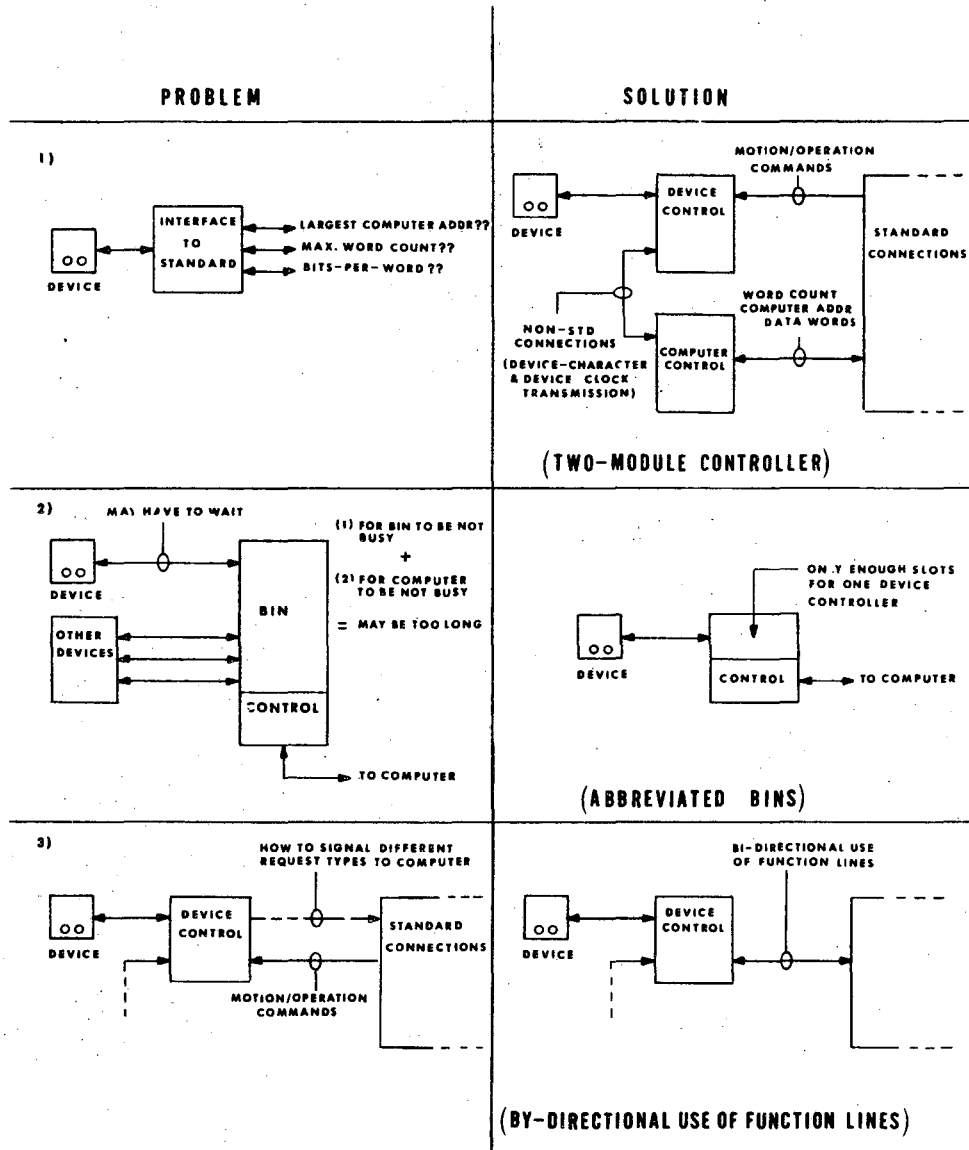 PROBLEM
SOLUTION
1)
DEVICE
INTERFACE
TO
STANDARD
LARGEST COMPUTER ADDR??
MAX. WORD COUNT??
BITS-PER-WORD??
DEVICE
DEVICE
CONTROL
MOTION/OPERATION
COMMANDS
STANDARD
CONNECTIONS
NON-STD
CONNECTIONS
(DEVICE-CHARACTER
& DEVICE CLOCK
TRANSMISSION)
COMPUTER
CONTROL
WORD COUNT
COMPUTER ADDR
DATA WORDS
(TWO-MODULE CONTROLLER)
2)
MAY HAVE TO WAIT
DEVICE
OTHER
DEVICES
BIN
CONTROL
TO COMPUTER
(1) FOR BIN TO BE NOT
BUSY
+
(2) FOR COMPUTER
TO BE NOT BUSY
= MAY BE TOO LONG
DEVICE
ON.Y ENOUGH SLOTS
FOR ONE DEVICE
CONTROLLER
CONTROL
TO COMPUTER
(ABBREVIATED BINS)
3)
HOW TO SIGNAL DIFFERENT
REQUEST TYPES TO COMPUTER
DEVICE
DEVICE
CONTROL
STANDARD
CONNECTIONS
MOTION/OPERATION
COMMANDS
BI-DIRECTIONAL USE
OF FUNCTION LINES
DEVICE
DEVICE
CONTROL
(BY-DIRECTIONAL USE OF FUNCTION LINES)